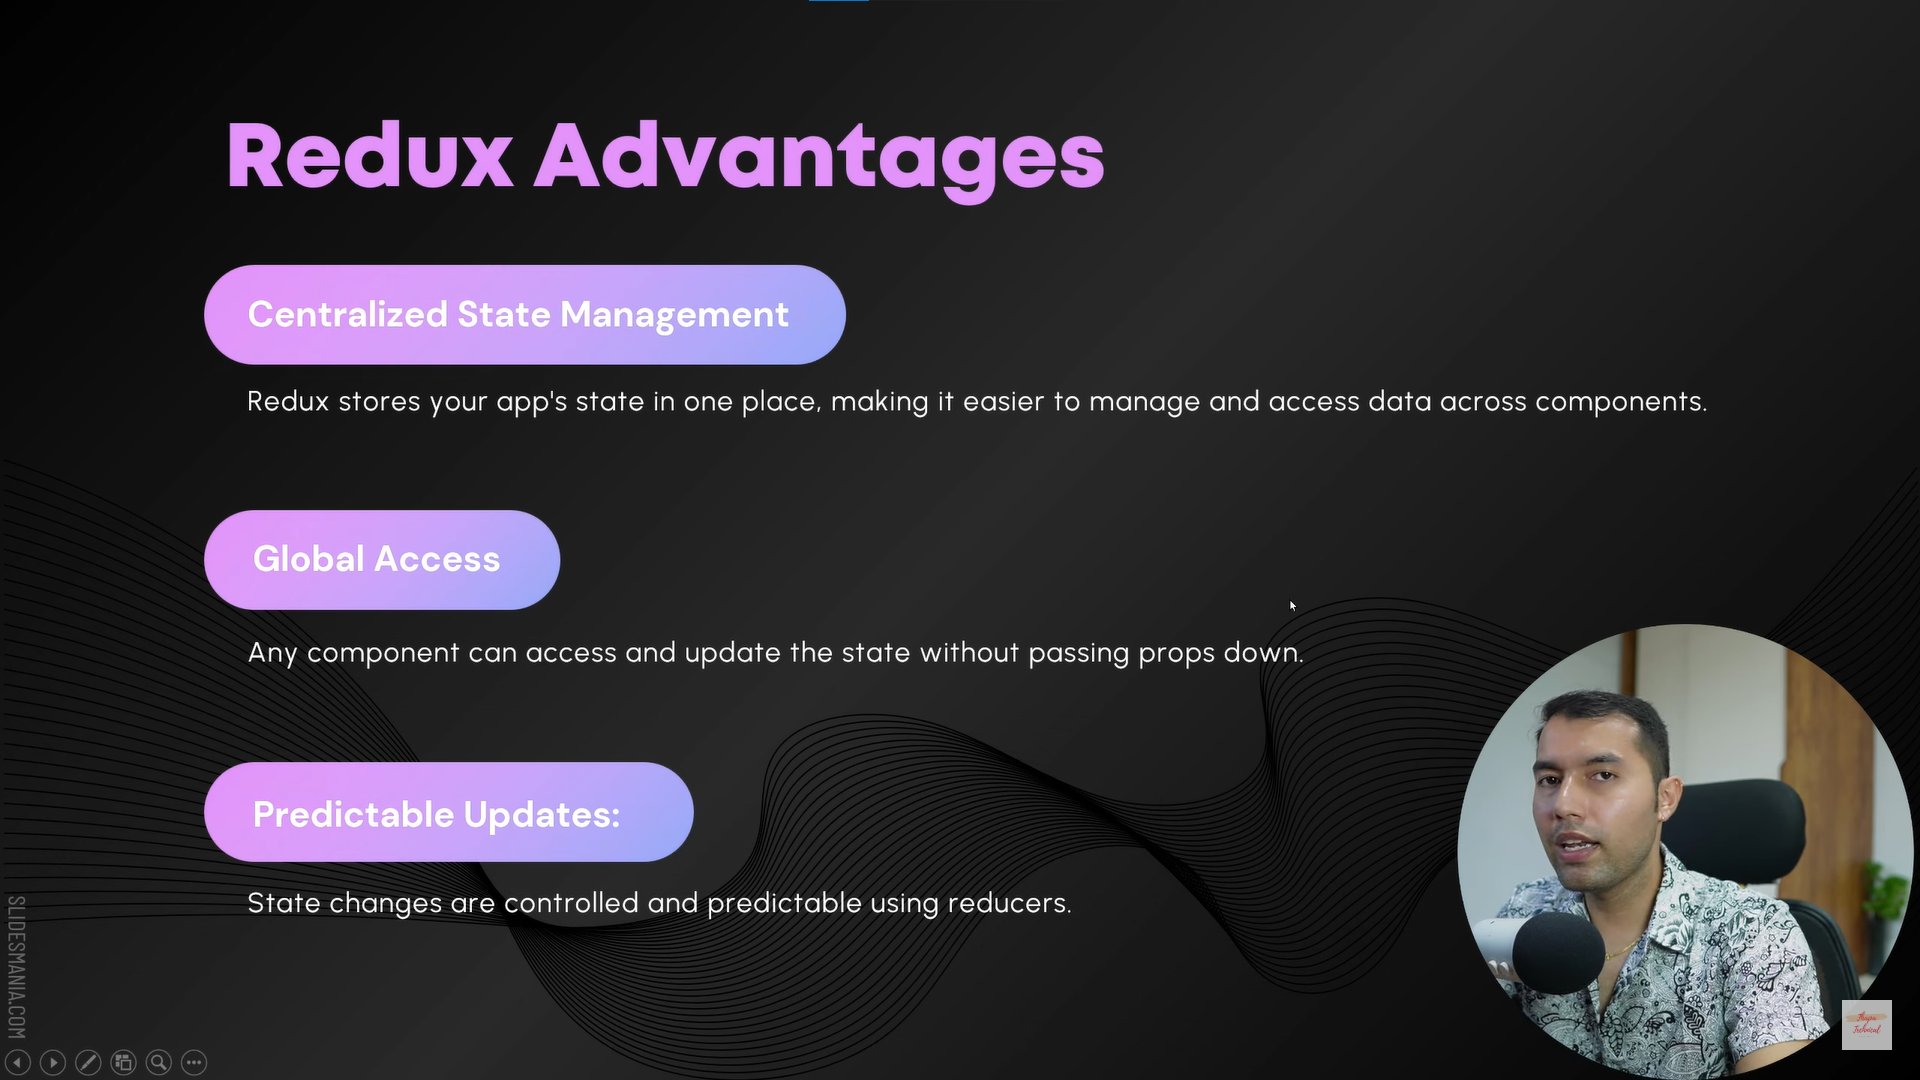 Redux Advantages
Centralized State Management
Redux stores your app's state in one place, making it easier to manage and access data across components.
Global Access
Any component can access and update the state without passing props down.
Predictable Updates:
State changes are controlled and predictable using reducers.
SLIDESMANIA.COM
Thapa
Technical